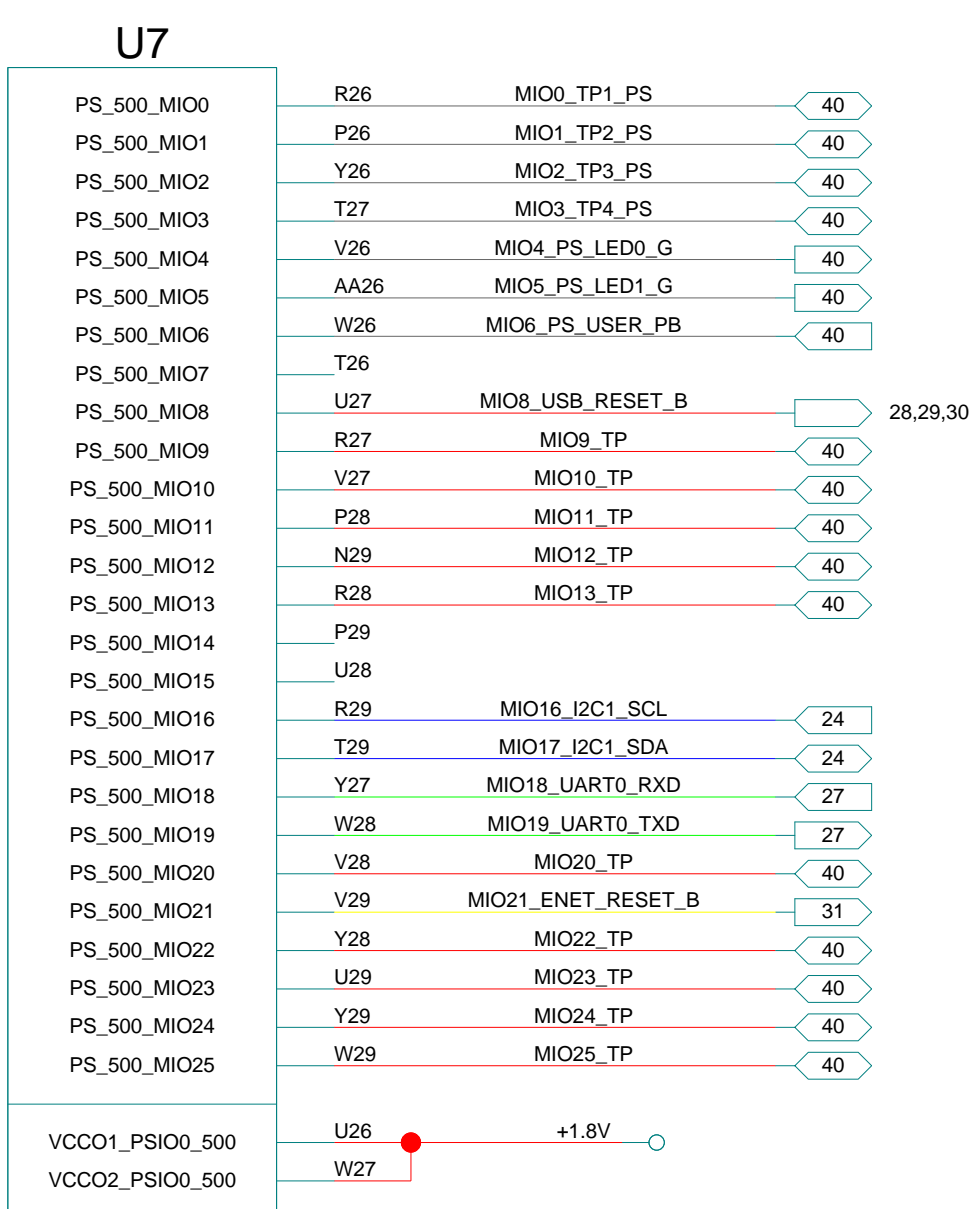 U7
PS_500_MIO0 R26 MIO0_TP1_PS 40
PS_500_MIO1 P26 MIO1_TP2_PS 40
PS_500_MIO2 Y26 MIO2_TP3_PS 40
PS_500_MIO3 T27 MIO3_TP4_PS 40
PS_500_MIO4 V26 MIO4_PS_LED0_G 40
PS_500_MIO5 AA26 MIO5_PS_LED1_G 40
PS_500_MIO6 W26 MIO6_PS_USER_PB 40
PS_500_MIO7 T26
PS_500_MIO8 U27 MIO8_USB_RESET_B 28,29,30
PS_500_MIO9 R27 MIO9_TP 40
PS_500_MIO10 V27 MIO10_TP 40
PS_500_MIO11 P28 MIO11_TP 40
PS_500_MIO12 N29 MIO12_TP 40
PS_500_MIO13 R28 MIO13_TP 40
PS_500_MIO14 P29
PS_500_MIO15 U28
PS_500_MIO16 R29 MIO16_I2C1_SCL 24
PS_500_MIO17 T29 MIO17_I2C1_SDA 24
PS_500_MIO18 Y27 MIO18_UART0_RXD 27
PS_500_MIO19 W28 MIO19_UART0_TXD 27
PS_500_MIO20 V28 MIO20_TP 40
PS_500_MIO21 V29 MIO21_ENET_RESET_B 31
PS_500_MIO22 Y28 MIO22_TP 40
PS_500_MIO23 U29 MIO23_TP 40
PS_500_MIO24 Y29 MIO24_TP 40
PS_500_MIO25 W29 MIO25_TP 40
VCCO1_PSIO0_500 U26 +1.8V
VCCO2_PSIO0_500 W27